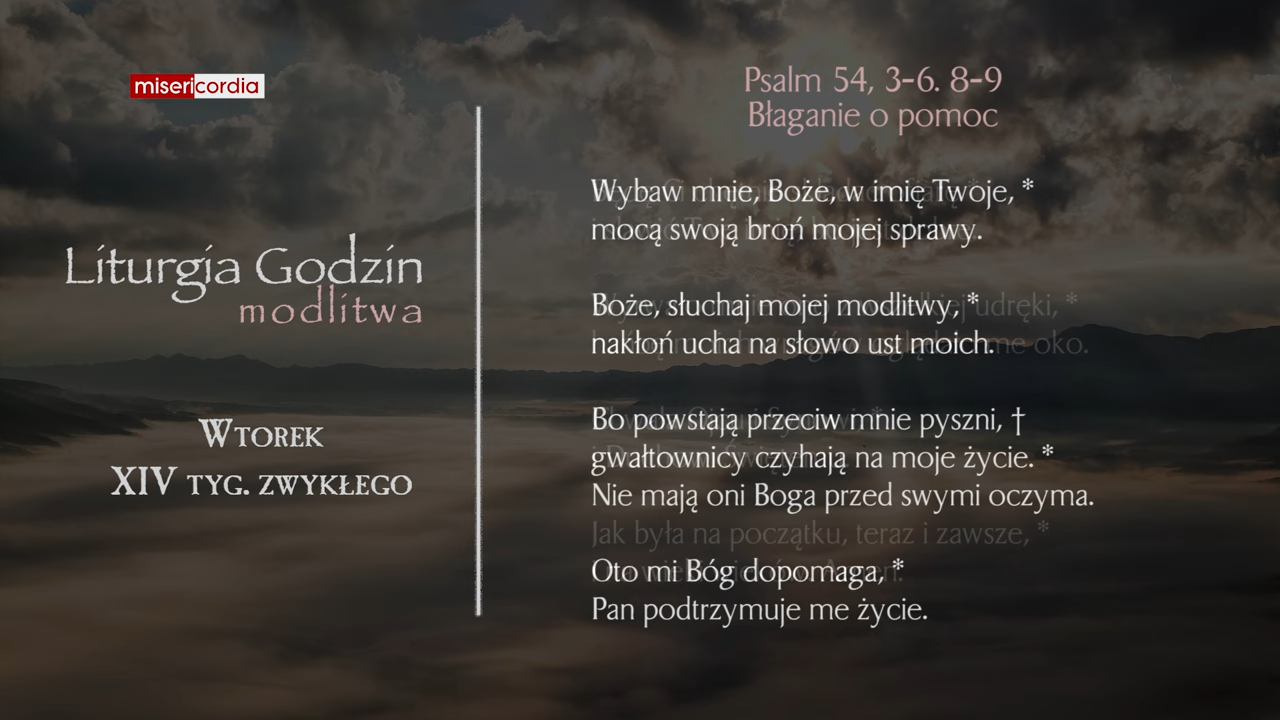 misericordia
Liturgia Godzin
modlitwa
Wtorek
XIV tyg. zwykłego
Psalm 54, 3-6. 8-9
Błaganie o pomoc
Wybaw mnie, Boże, w imię Twoje, *
mocą swoją broń mojej sprawy.
Boże, słuchaj mojej modlitwy, *
udręki, *
nakłoń ucha na słowo ust moich.
me oko.
Bo powstają przeciw mnie pyszni, †
gwałtownicy czyhają na moje życie. *
Nie mają oni Boga przed swymi oczyma.
Jak była na początku, teraz i zawsze, *
Oto mi Bóg dopomaga, *
Pan podtrzymuje me życie.